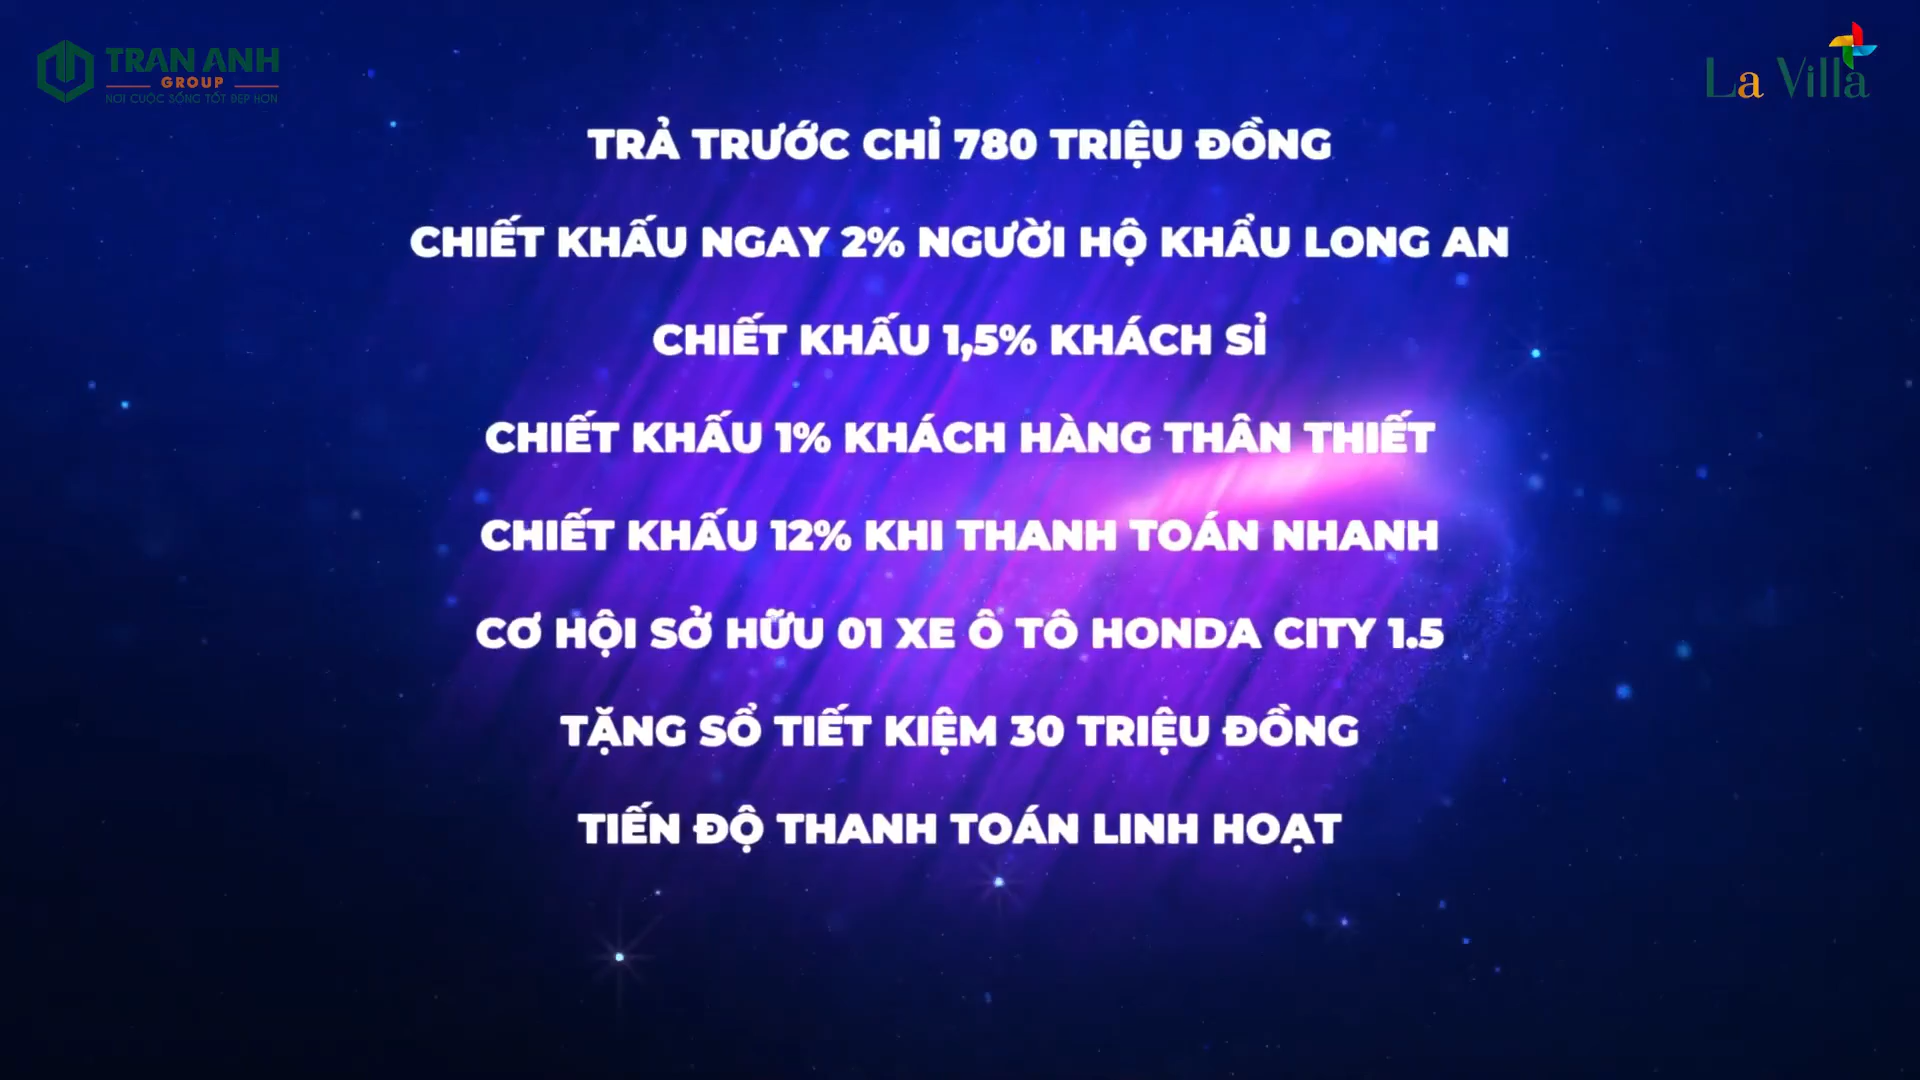 TRAN ANH
GROUP
NƠI CUỘC SỐNG TỐT ĐẸP HƠN
La Villa
TRẢ TRƯỚC CHỈ 780 TRIỆU ĐỒNG
CHIẾT KHẤU NGAY 2% NGƯỜI HỘ KHẨU LONG AN
CHIẾT KHẤU 1,5% KHÁCH SỈ
CHIẾT KHẤU 1% KHÁCH HÀNG THÂN THIẾT
CHIẾT KHẤU 12% KHI THANH TOÁN NHANH
CƠ HỘI SỞ HỮU 01 XE Ô TÔ HONDA CITY 1.5
TẶNG SỔ TIẾT KIỆM 30 TRIỆU ĐỒNG
TIẾN ĐỘ THANH TOÁN LINH HOẠT